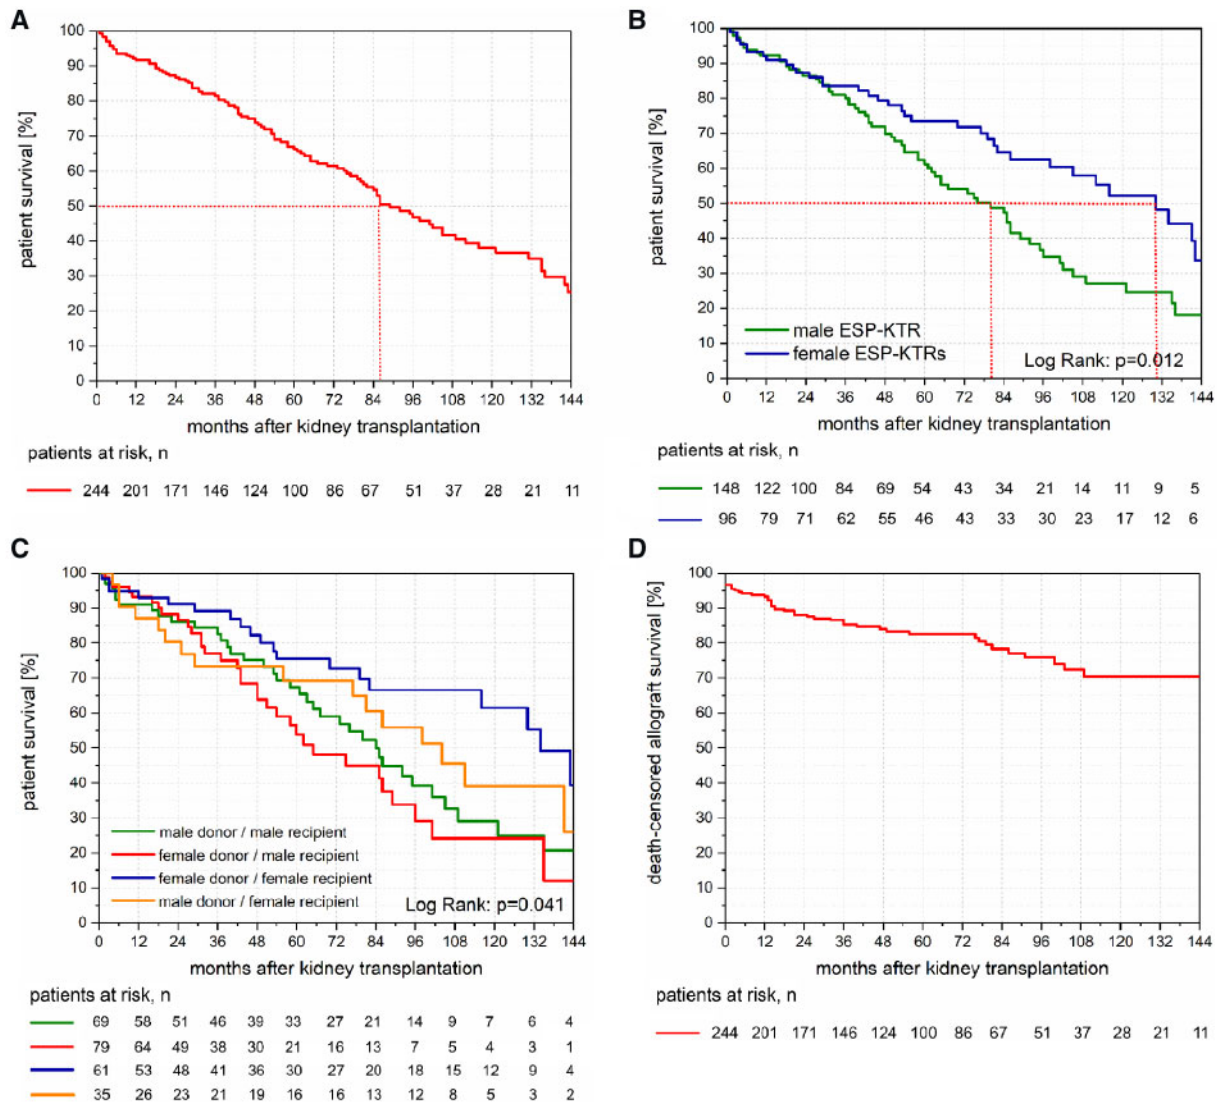 A
100
90
80
70
60
50
40
30
20
10
0
patient survival [%]
0 12 24 36 48 60 72 84 96 108 120 132 144
months after kidney transplantation
patients at risk, n
244 201 171 146 124 100 86 67 51 37 28 21 11
B
100
90
80
70
60
50
40
30
20
10
0
patient survival [%]
male ESP-KTR
female ESP-KTRs
Log Rank: p=0.012
0 12 24 36 48 60 72 84 96 108 120 132 144
months after kidney transplantation
patients at risk, n
148 122 100 84 69 54 43 34 21 14 11 9 5
96 79 71 62 55 46 43 33 30 23 17 12 6
C
100
90
80
70
60
50
40
30
20
10
0
patient survival [%]
male donor / male recipient
female donor / male recipient
female donor / female recipient
male donor / female recipient
Log Rank: p=0.041
0 12 24 36 48 60 72 84 96 108 120 132 144
months after kidney transplantation
patients at risk, n
69 58 51 46 39 33 27 21 14 9 7 6 4
79 64 49 38 30 21 16 13 7 5 4 3 1
61 53 48 41 36 30 27 20 18 15 12 9 4
35 26 23 21 19 16 16 13 12 8 5 3 2
D
100
90
80
70
60
50
40
30
20
10
0
death-censored allograft survival [%]
0 12 24 36 48 60 72 84 96 108 120 132 144
months after kidney transplantation
patients at risk, n
244 201 171 146 124 100 86 67 51 37 28 21 11